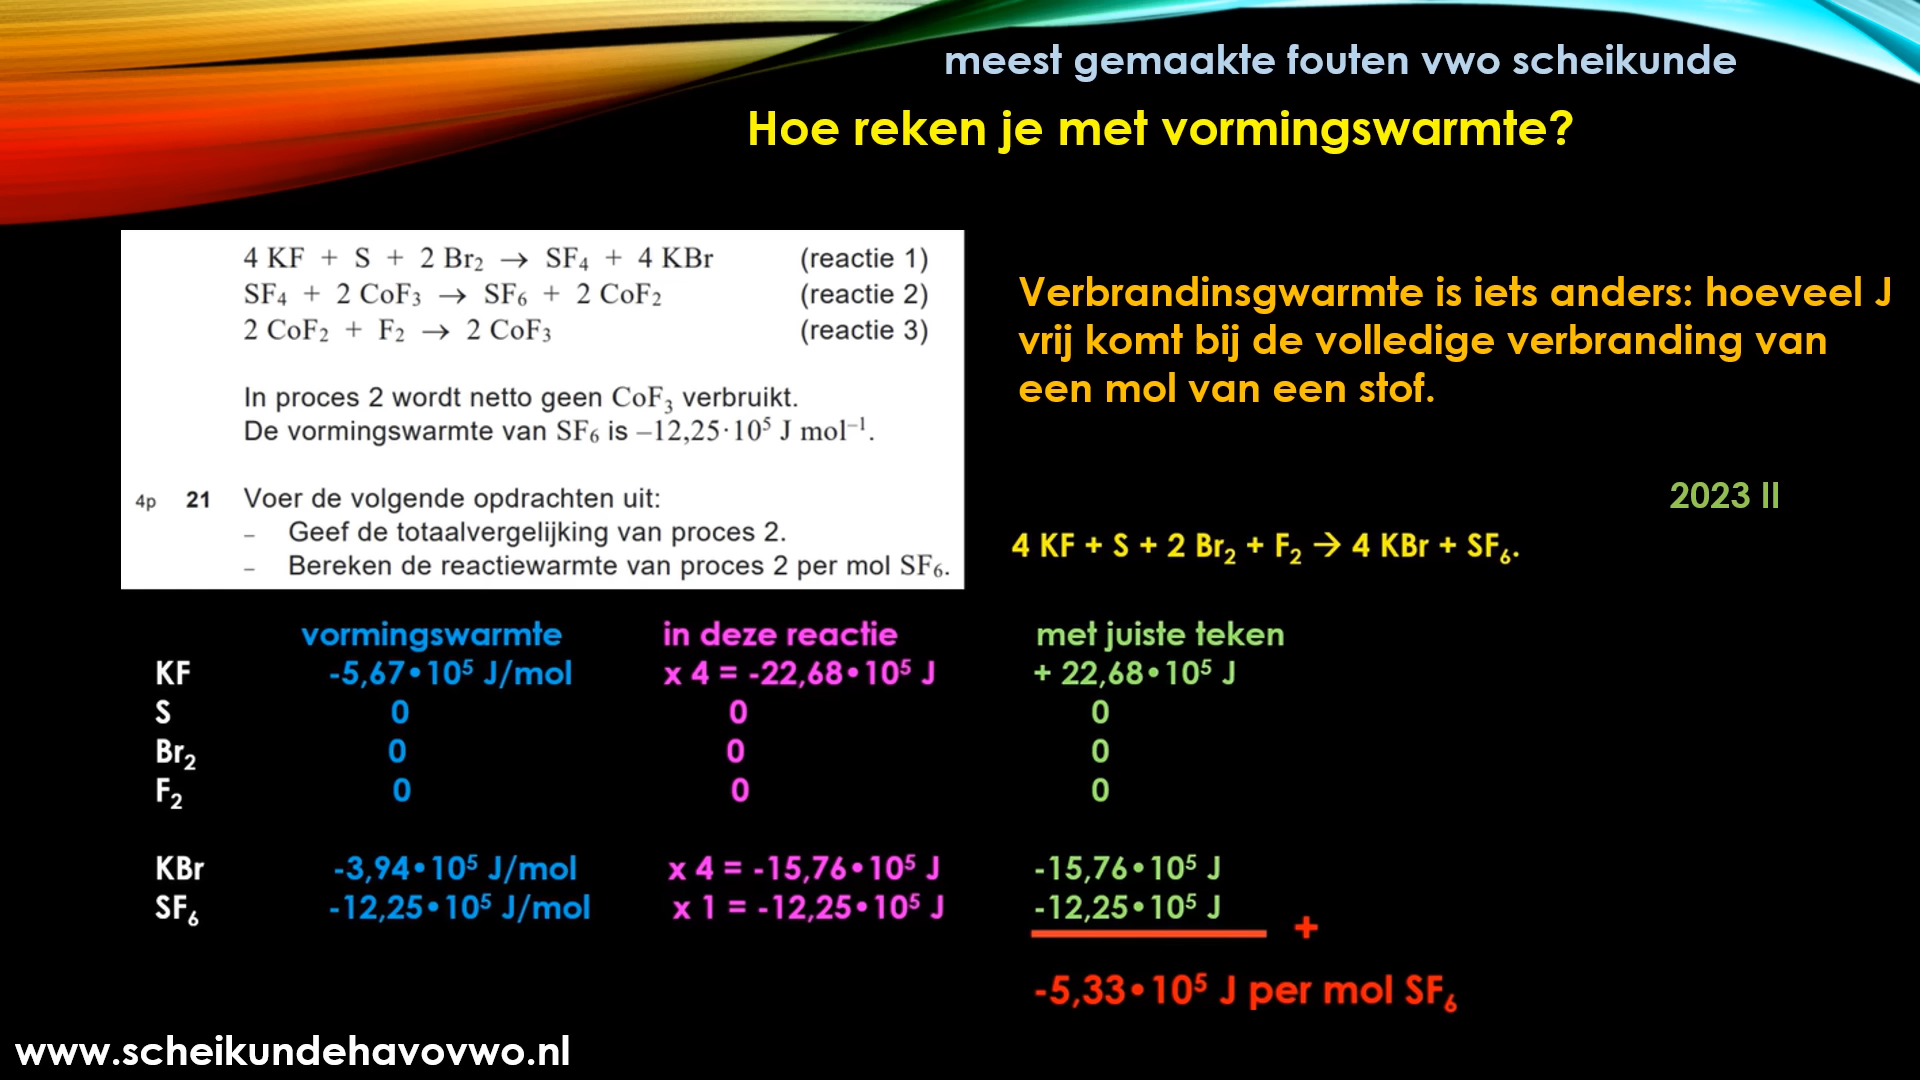 meest gemaakte fouten vwo scheikunde
Hoe reken je met vormingswarmte?
4 KF + S + 2 Br₂ → SF₄ + 4 KBr (reactie 1)
SF₄ + 2 CoF₃ → SF₆ + 2 CoF₂ (reactie 2)
2 CoF₂ + F₂ → 2 CoF₃ (reactie 3)
In proces 2 wordt netto geen CoF₃ verbruikt.
De vormingswarmte van SF₆ is –12,25·10⁵ J mol⁻¹.
4p 21 Voer de volgende opdrachten uit:
– Geef de totaalvergelijking van proces 2.
– Bereken de reactiewarmte van proces 2 per mol SF₆.
Verbrandinsgwarmte is iets anders: hoeveel J
vrij komt bij de volledige verbranding van
een mol van een stof.
2023 II
4 KF + S + 2 Br₂ + F₂ → 4 KBr + SF₆.
vormingswarmte in deze reactie met juiste teken
KF -5,67•10⁵ J/mol x 4 = -22,68•10⁵ J + 22,68•10⁵ J
S 0 0 0
Br₂ 0 0 0
F₂ 0 0 0
KBr -3,94•10⁵ J/mol x 4 = -15,76•10⁵ J -15,76•10⁵ J
SF₆ -12,25•10⁵ J/mol x 1 = -12,25•10⁵ J -12,25•10⁵ J
+
-5,33•10⁵ J per mol SF₆
www.scheikundehavovwo.nl